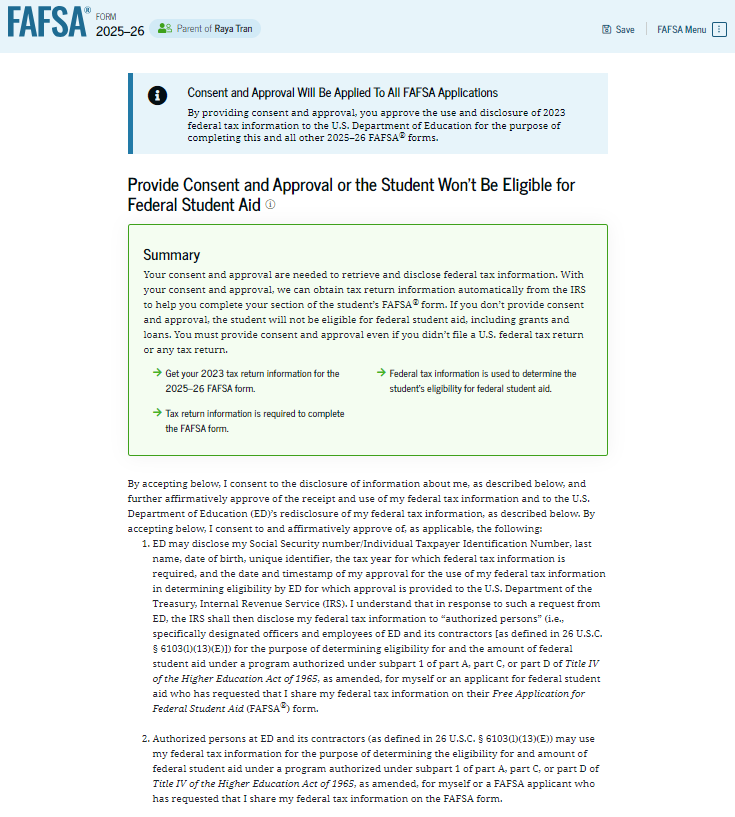 FAFSA® FORM
2025–26
Parent of Raya Tran
Save
FAFSA Menu
Consent and Approval Will Be Applied To All FAFSA Applications
By providing consent and approval, you approve the use and disclosure of 2023
federal tax information to the U.S. Department of Education for the purpose of
completing this and all other 2025–26 FAFSA® forms.
Provide Consent and Approval or the Student Won't Be Eligible for
Federal Student Aid
Summary
Your consent and approval are needed to retrieve and disclose federal tax information. With
your consent and approval, we can obtain tax return information automatically from the IRS
to help you complete your section of the student's FAFSA® form. If you don't provide consent
and approval, the student will not be eligible for federal student aid, including grants and
loans. You must provide consent and approval even if you didn't file a U.S. federal tax return
or any tax return.
Get your 2023 tax return information for the
2025–26 FAFSA form.
Federal tax information is used to determine the
student's eligibility for federal student aid.
Tax return information is required to complete
the FAFSA form.
By accepting below, I consent to the disclosure of information about me, as described below, and
further affirmatively approve of the receipt and use of my federal tax information and to the U.S.
Department of Education (ED)'s redisclosure of my federal tax information, as described below. By
accepting below, I consent to and affirmatively approve of, as applicable, the following:
1. ED may disclose my Social Security number/Individual Taxpayer Identification Number, last
name, date of birth, unique identifier, the tax year for which federal tax information is
required, and the date and timestamp of my approval for the use of my federal tax information
in determining eligibility by ED for which approval is provided to the U.S. Department of the
Treasury, Internal Revenue Service (IRS). I understand that in response to such a request from
ED, the IRS shall then disclose my federal tax information to “authorized persons” (i.e.,
specifically designated officers and employees of ED and its contractors [as defined in 26 U.S.C.
§ 6103(l)(13)(E)]) for the purpose of determining eligibility for and the amount of federal
student aid under a program authorized under subpart 1 of part A, part C, or part D of Title IV
of the Higher Education Act of 1965, as amended, for myself or an applicant for federal student
aid who has requested that I share my federal tax information on their Free Application for
Federal Student Aid (FAFSA®) form.
2. Authorized persons at ED and its contractors (as defined in 26 U.S.C. § 6103(l)(13)(E)) may use
my federal tax information for the purpose of determining the eligibility for and amount of
federal student aid under a program authorized under subpart 1 of part A, part C, or part D of
Title IV of the Higher Education Act of 1965, as amended, for myself or a FAFSA applicant who
has requested that I share my federal tax information on the FAFSA form.